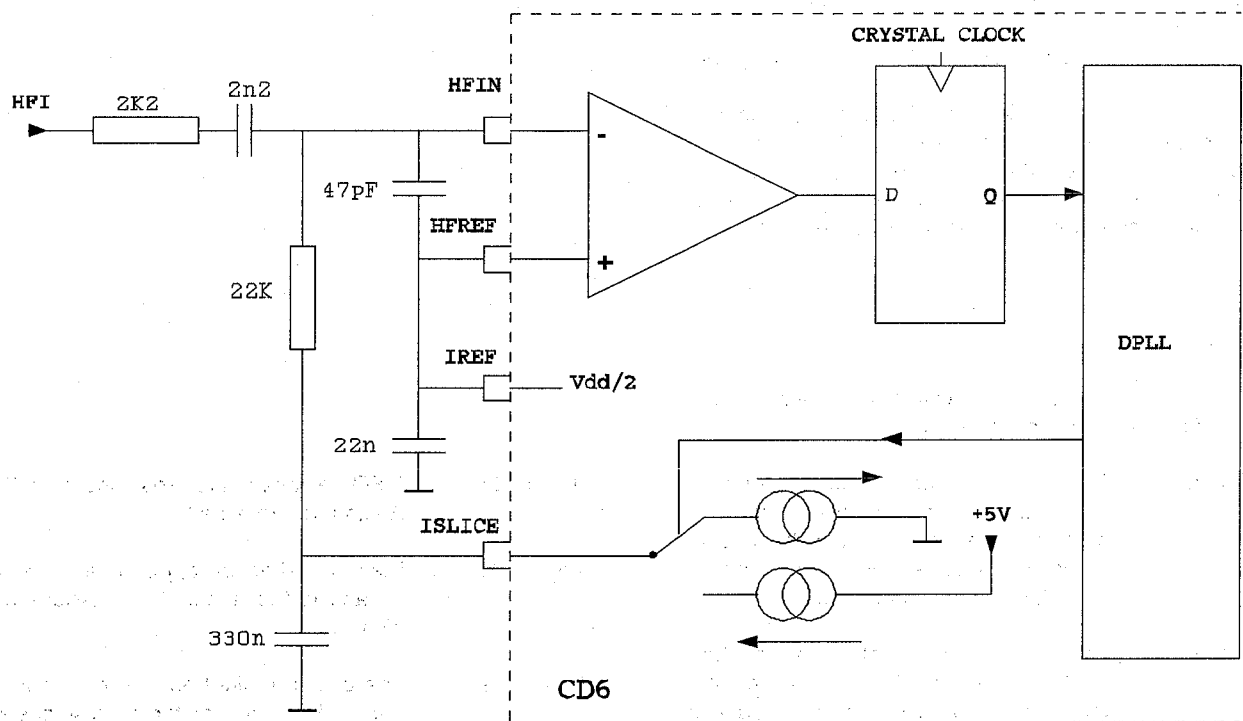 CRYSTAL CLOCK
HFI
2K2
2n2
HFIN
-
47pF
D
Q
HFREF
+
22K
DPLL
IREF
Vdd/2
22n
ISLICE
+5V
330n
CD6